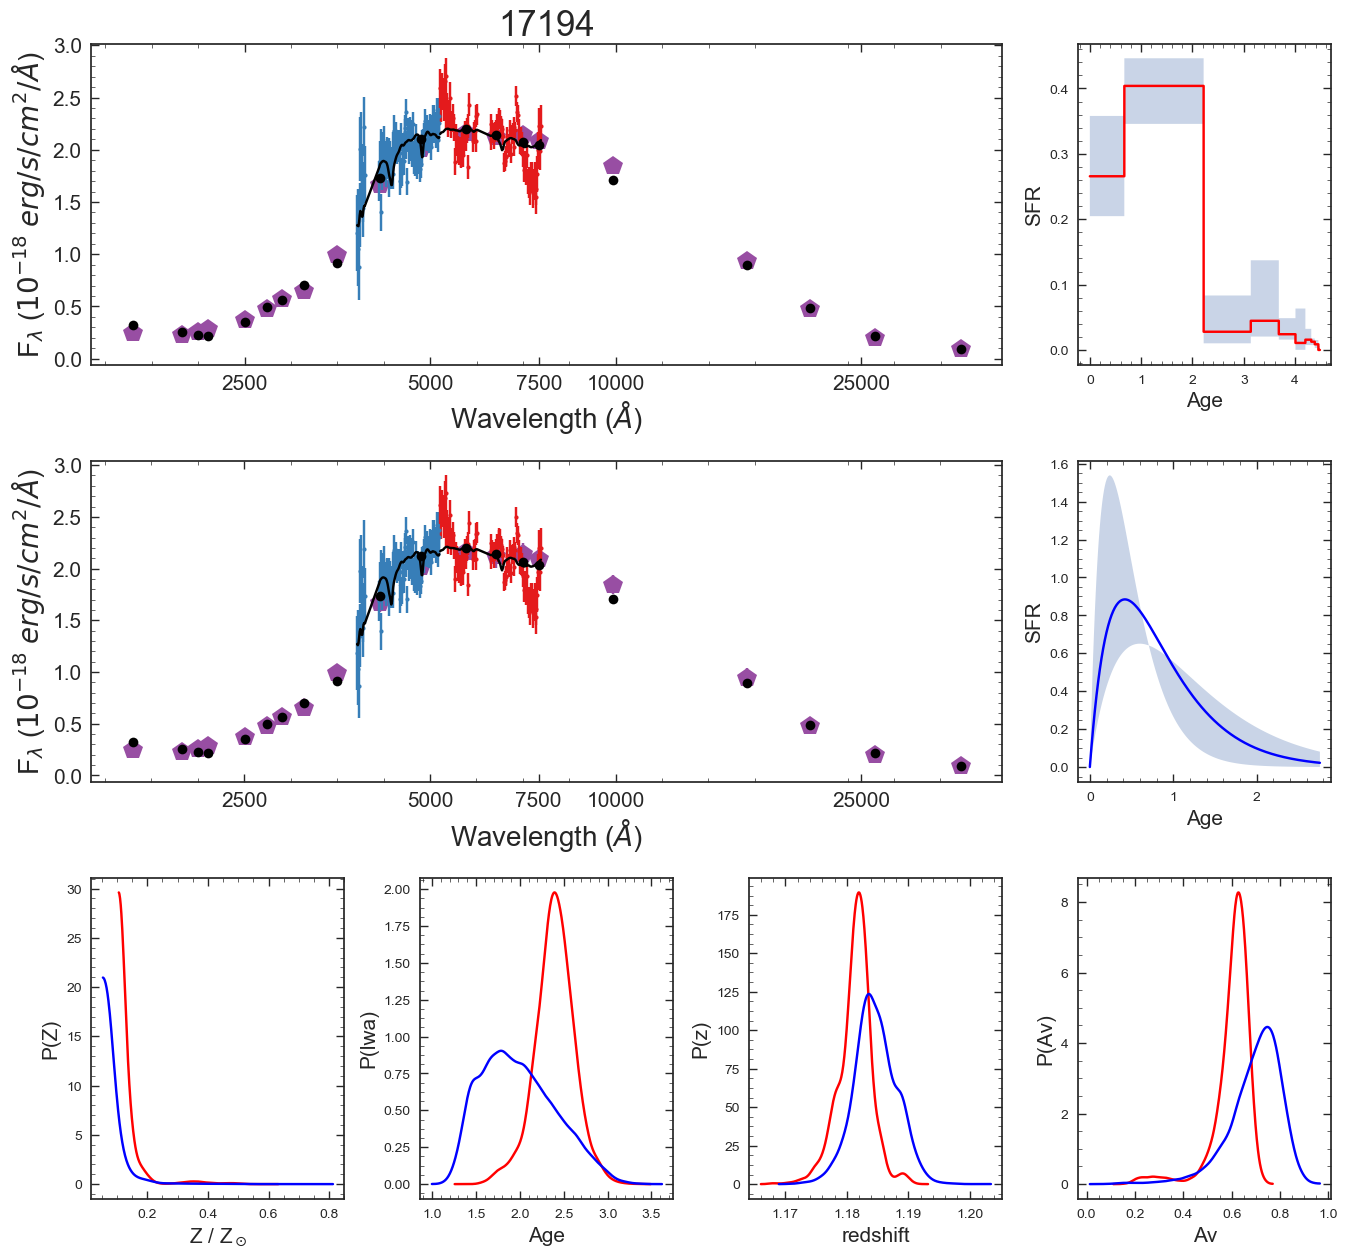 17194
F_λ (10^{-18} erg/s/cm^2/Å)
3.0
2.5
2.0
1.5
1.0
0.5
0.0
2500 5000 7500 10000 25000
Wavelength (Å)
SFR
0.4
0.3
0.2
0.1
0.0
0 1 2 3 4
Age
F_λ (10^{-18} erg/s/cm^2/Å)
3.0
2.5
2.0
1.5
1.0
0.5
0.0
2500 5000 7500 10000 25000
Wavelength (Å)
SFR
1.6
1.4
1.2
1.0
0.8
0.6
0.4
0.2
0.0
0 1 2
Age
P(Z)
30
25
20
15
10
5
0
0.2 0.4 0.6 0.8
Z / Z_⊙
P(lwa)
2.00
1.75
1.50
1.25
1.00
0.75
0.50
0.25
0.00
1.0 1.5 2.0 2.5 3.0 3.5
Age
P(z)
175
150
125
100
75
50
25
0
1.17 1.18 1.19 1.20
redshift
P(Av)
8
6
4
2
0
0.0 0.2 0.4 0.6 0.8 1.0
Av